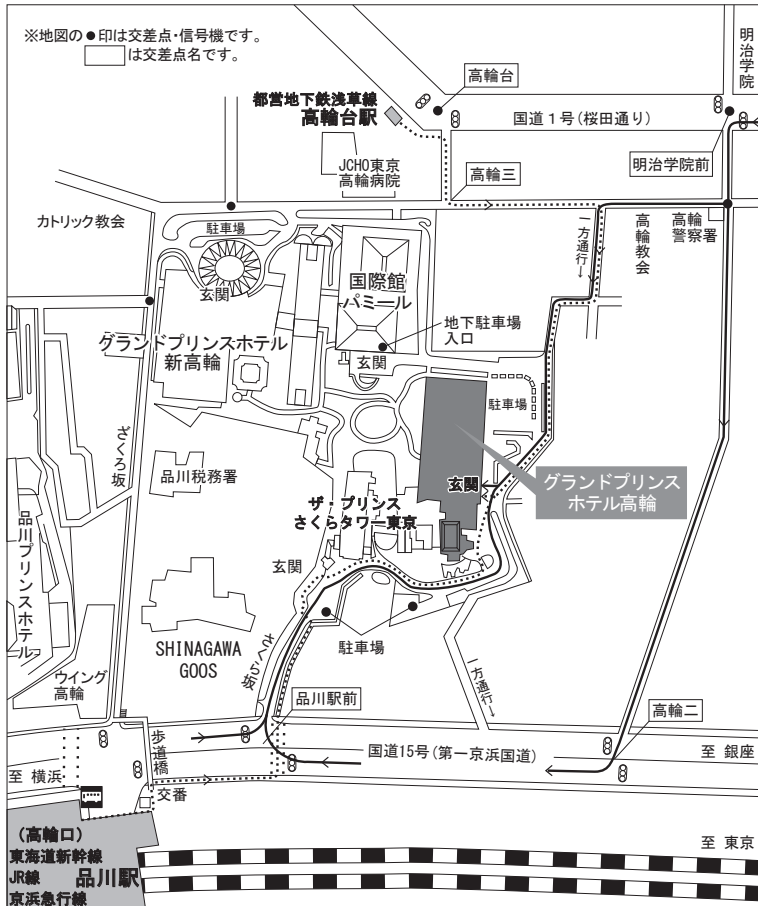 ※地図の●印は交差点・信号機です。
は交差点名です。
明治学院
高輪台
都営地下鉄浅草線
高輪台駅
国道1号(桜田通り)
明治学院前
JCHO東京
高輪病院
高輪三
カトリック教会
駐車場
一方通行→
高輪教会
高輪
警察署
玄関
国際館
パミール
地下駐車場
入口
グランドプリンスホテル
新高輪
玄関
駐車場
ざくろ坂
品川税務署
玄関
グランドプリンス
ホテル高輪
ザ・プリンス
さくらタワー東京
品川プリンスホテル
玄関
SHINAGAWA
GOOS
さくら坂
駐車場
ウイング
高輪
一方通行→
品川駅前
高輪二
歩道橋
国道15号(第一京浜国道)
至 銀座
至 横浜
交番
至 東京
(高輪口)
東海道新幹線
JR線 品川駅
京浜急行線